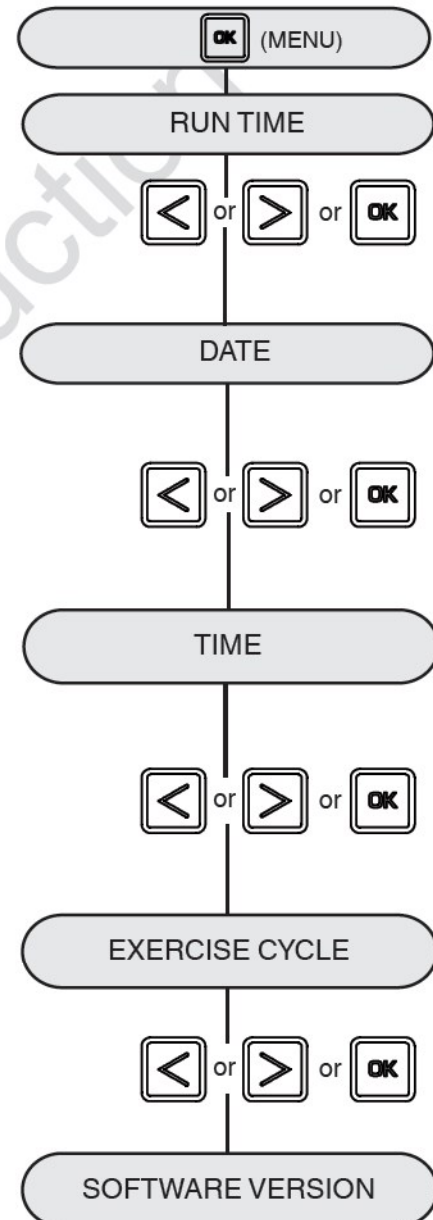 OK (MENU)
RUN TIME
< or > or OK
DATE
< or > or OK
TIME
< or > or OK
EXERCISE CYCLE
< or > or OK
SOFTWARE VERSION